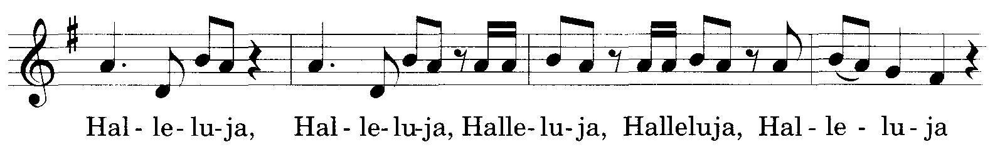 Hal - le - lu - ja, Hal - le - lu - ja, Halle - lu - ja, Halleluja, Hal - le - lu - ja